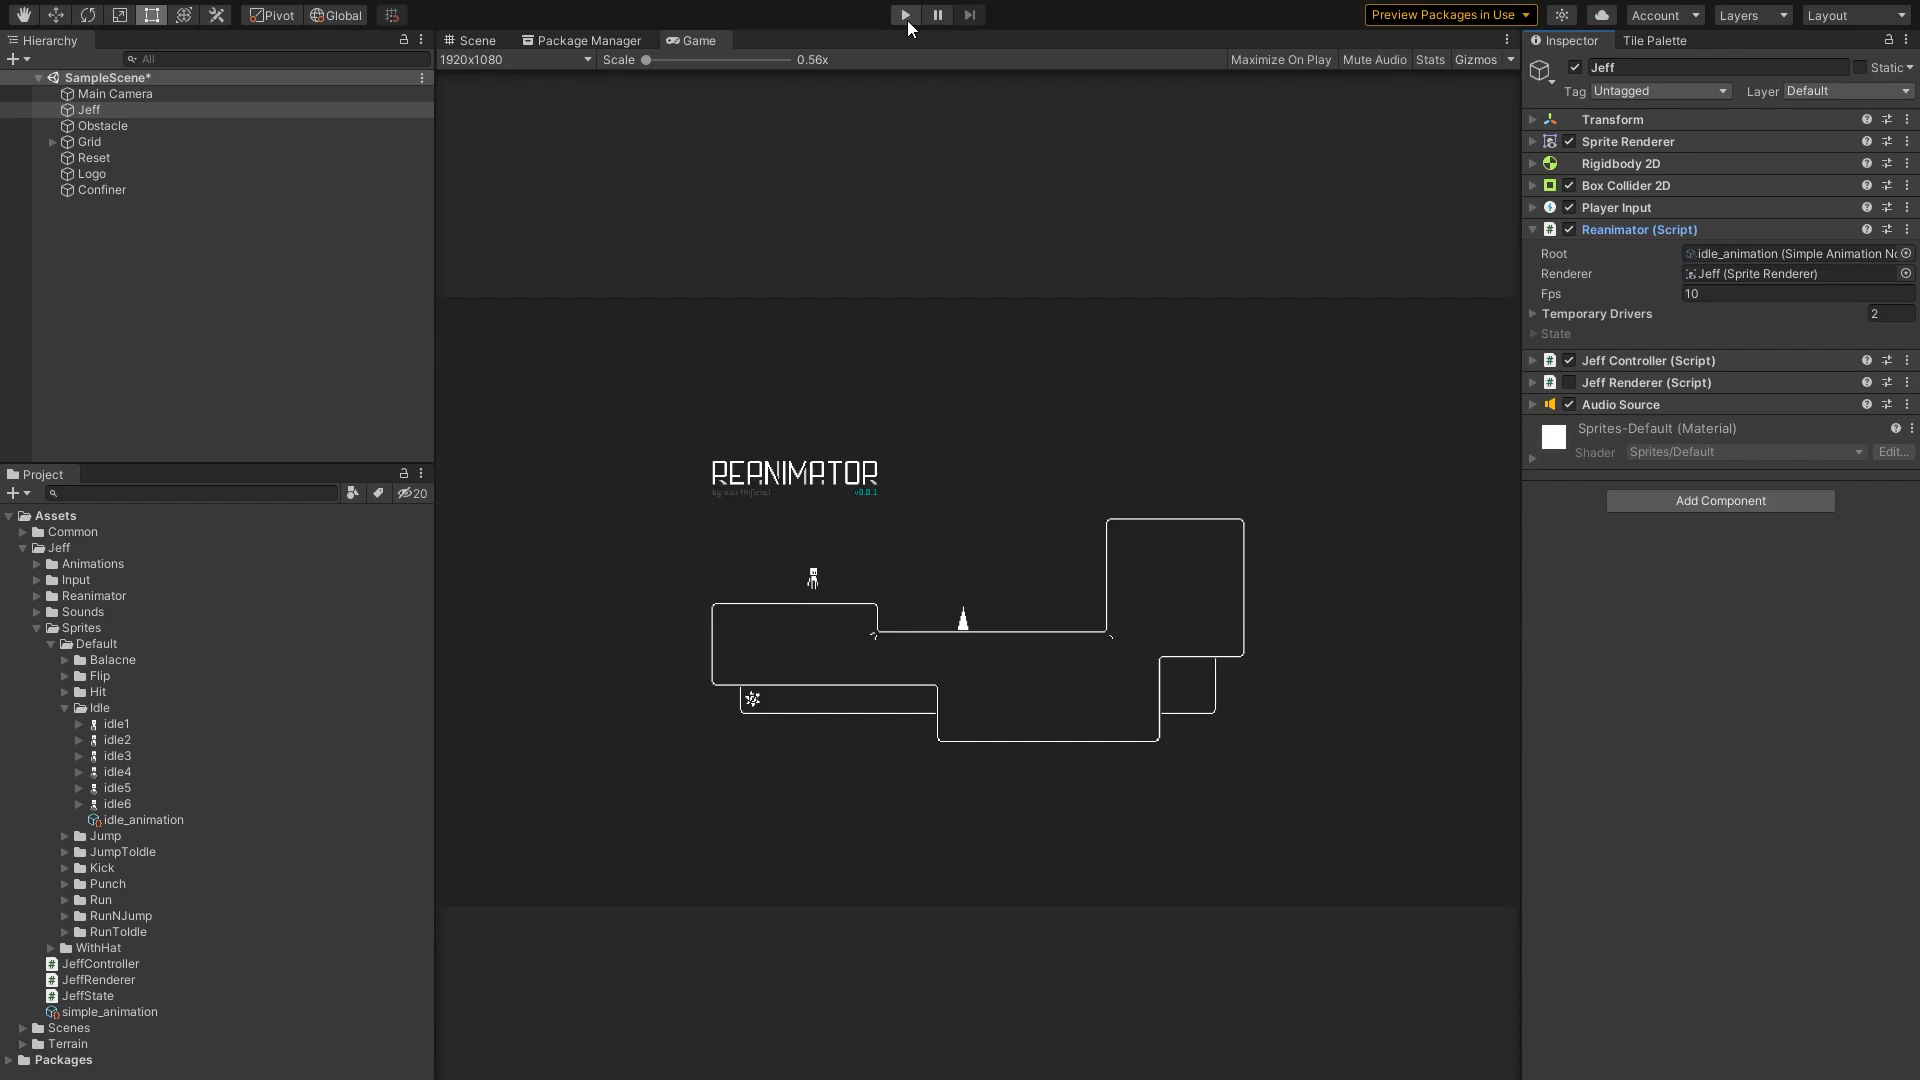 Pivot Global Preview Packages in Use Account Layers Layout
Hierarchy Scene Package Manager Game Inspector Tile Palette
All 1920x1080 Scale 0.56x Maximize On Play Mute Audio Stats Gizmos
SampleScene*
Main Camera
Jeff
Obstacle
Grid
Reset
Logo
Confiner
Jeff Static
Tag Untagged Layer Default
Transform
Sprite Renderer
Rigidbody 2D
Box Collider 2D
Player Input
# Reanimator (Script)
Root idle_animation (Simple Animation No
Renderer Jeff (Sprite Renderer)
Fps 10
Temporary Drivers 2
State
# Jeff Controller (Script)
# Jeff Renderer (Script)
Audio Source
Sprites-Default (Material)
Shader Sprites/Default Edit...
Add Component
REANIMATOR
v0.0.1
Project
20
Assets
Common
Jeff
Animations
Input
Reanimator
Sounds
Sprites
Default
Balacne
Flip
Hit
Idle
idle1
idle2
idle3
idle4
idle5
idle6
idle_animation
Jump
JumpToIdle
Kick
Punch
Run
RunNJump
RunToIdle
WithHat
# JeffController
# JeffRenderer
# JeffState
simple_animation
Scenes
Terrain
Packages